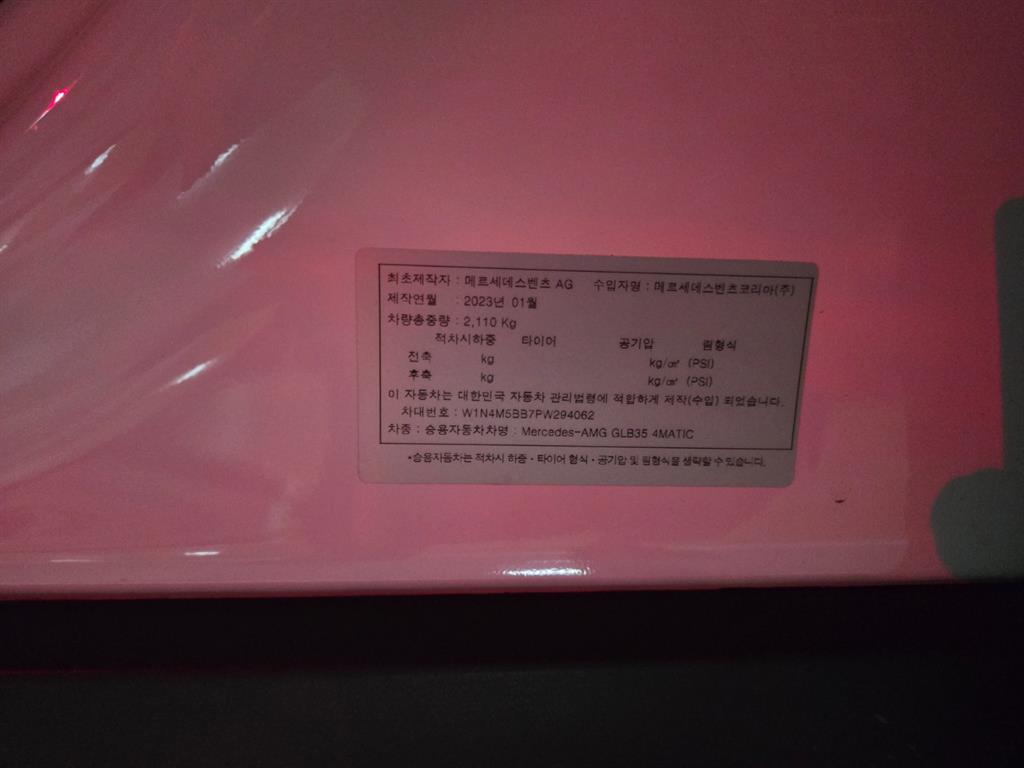 최초제작자 : 메르세데스벤츠 AG 수입자명 : 메르세데스벤츠코리아(주)
제작연월 : 2023년 01월
차량총중량 : 2,110 Kg
적차시하중 타이어 공기압 림형식
전축 kg kg/㎠ (PSI)
후축 kg kg/㎠ (PSI)
이 자동차는 대한민국 자동차 관리법령에 적합하게 제작(수입) 되었습니다.
차대번호 : W1N4M5BB7PW294062
차종 : 승용자동차차명 : Mercedes-AMG GLB35 4MATIC
*승용자동차는 적차시 하중·타이어 형식·공기압 및 림형식을 생략할 수 있습니다.